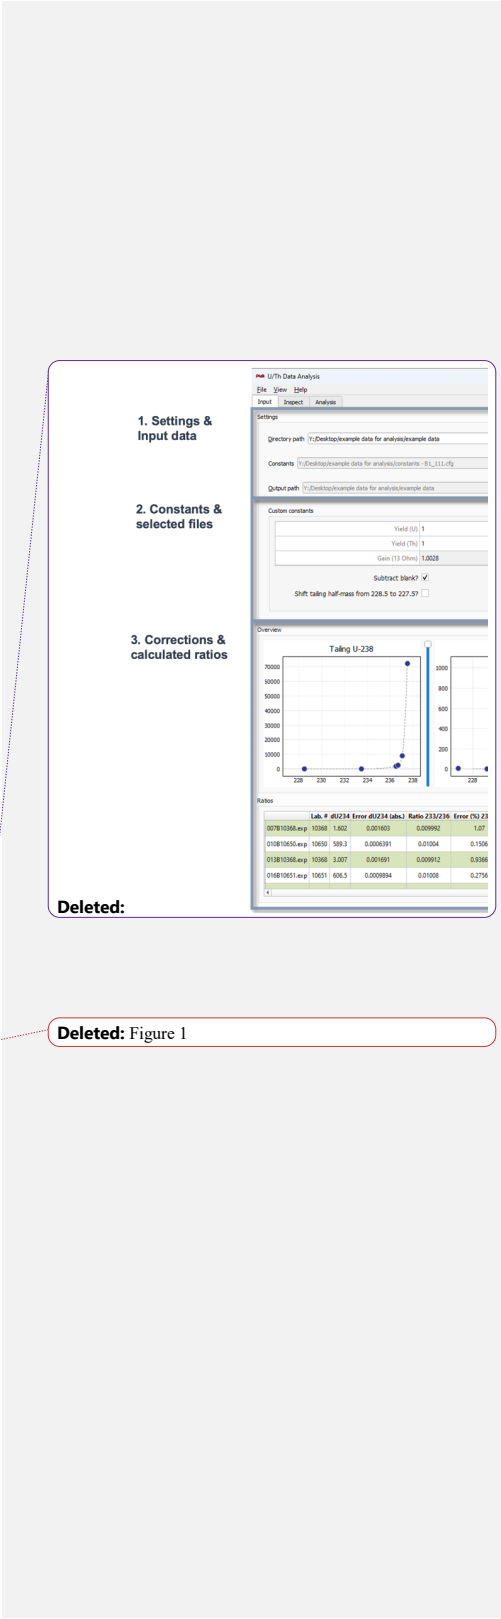 U/Th Data Analysis
File View Help
Input Inspect Analysis
1. Settings &
Input data
Settings
Directory path Y:/Desktop/example data for analysis/example data
Constants Y:/Desktop/example data for analysis/constants - B1_111.cfg
Output path Y:/Desktop/example data for analysis/example data
2. Constants &
selected files
Custom constants
Yield (U) 1
Yield (Th) 1
Gain (13 Ohm) 1.0028
Subtract blank?
Shift tailing half-mass from 228.5 to 227.5?
3. Corrections &
calculated ratios
Overview
Tailing U-238
70000
60000
50000
40000
30000
20000
10000
0
228 230 232 234 236 238
1000
800
600
400
200
0
228
Ratios
Lab. # dU234 Error dU234 (abs.) Ratio 233/236 Error (%) 23
007B10368.exp 10368 1.602 0.001603 0.009992 1.07
010B10650.exp 10650 589.3 0.0006391 0.01004 0.1506
013B10368.exp 10368 3.007 0.001691 0.009912 0.9366
016B10651.exp 10651 606.5 0.0009894 0.01008 0.2756
Deleted:
Deleted: Figure 1